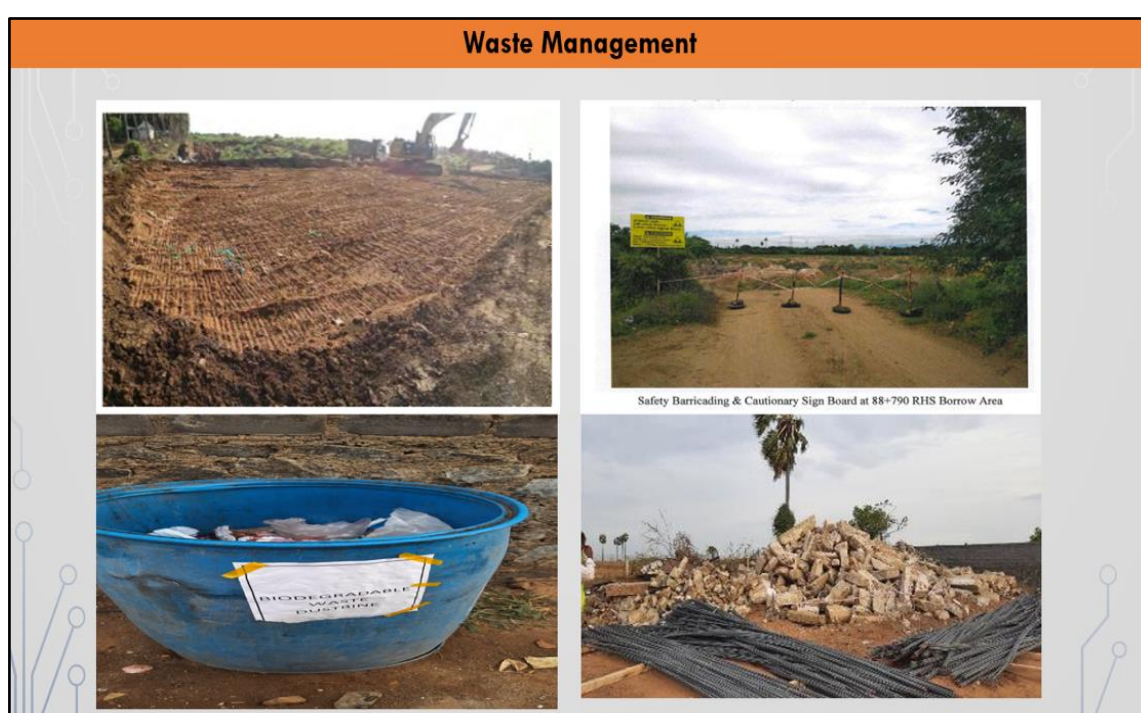 Waste Management
Safety Barricading & Cautionary Sign Board at 88+790 RHS Borrow Area
BIODEGRADABLE
WASTE
DUSTBINE